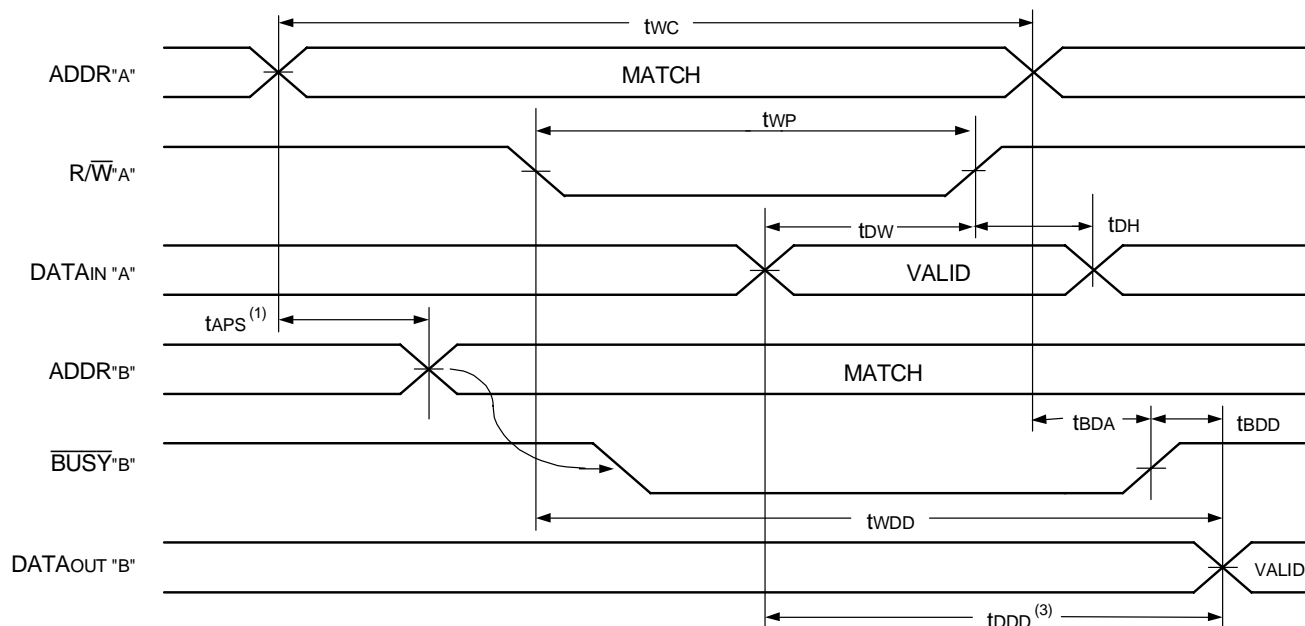 tWC
ADDR"A"
MATCH
tWP
R/W̅"A"
tDW
tDH
DATAIN "A"
VALID
tAPS (1)
ADDR"B"
MATCH
tBDA
tBDD
B̅U̅S̅Y̅"B"
tWDD
DATAOUT "B"
VALID
tDDD (3)